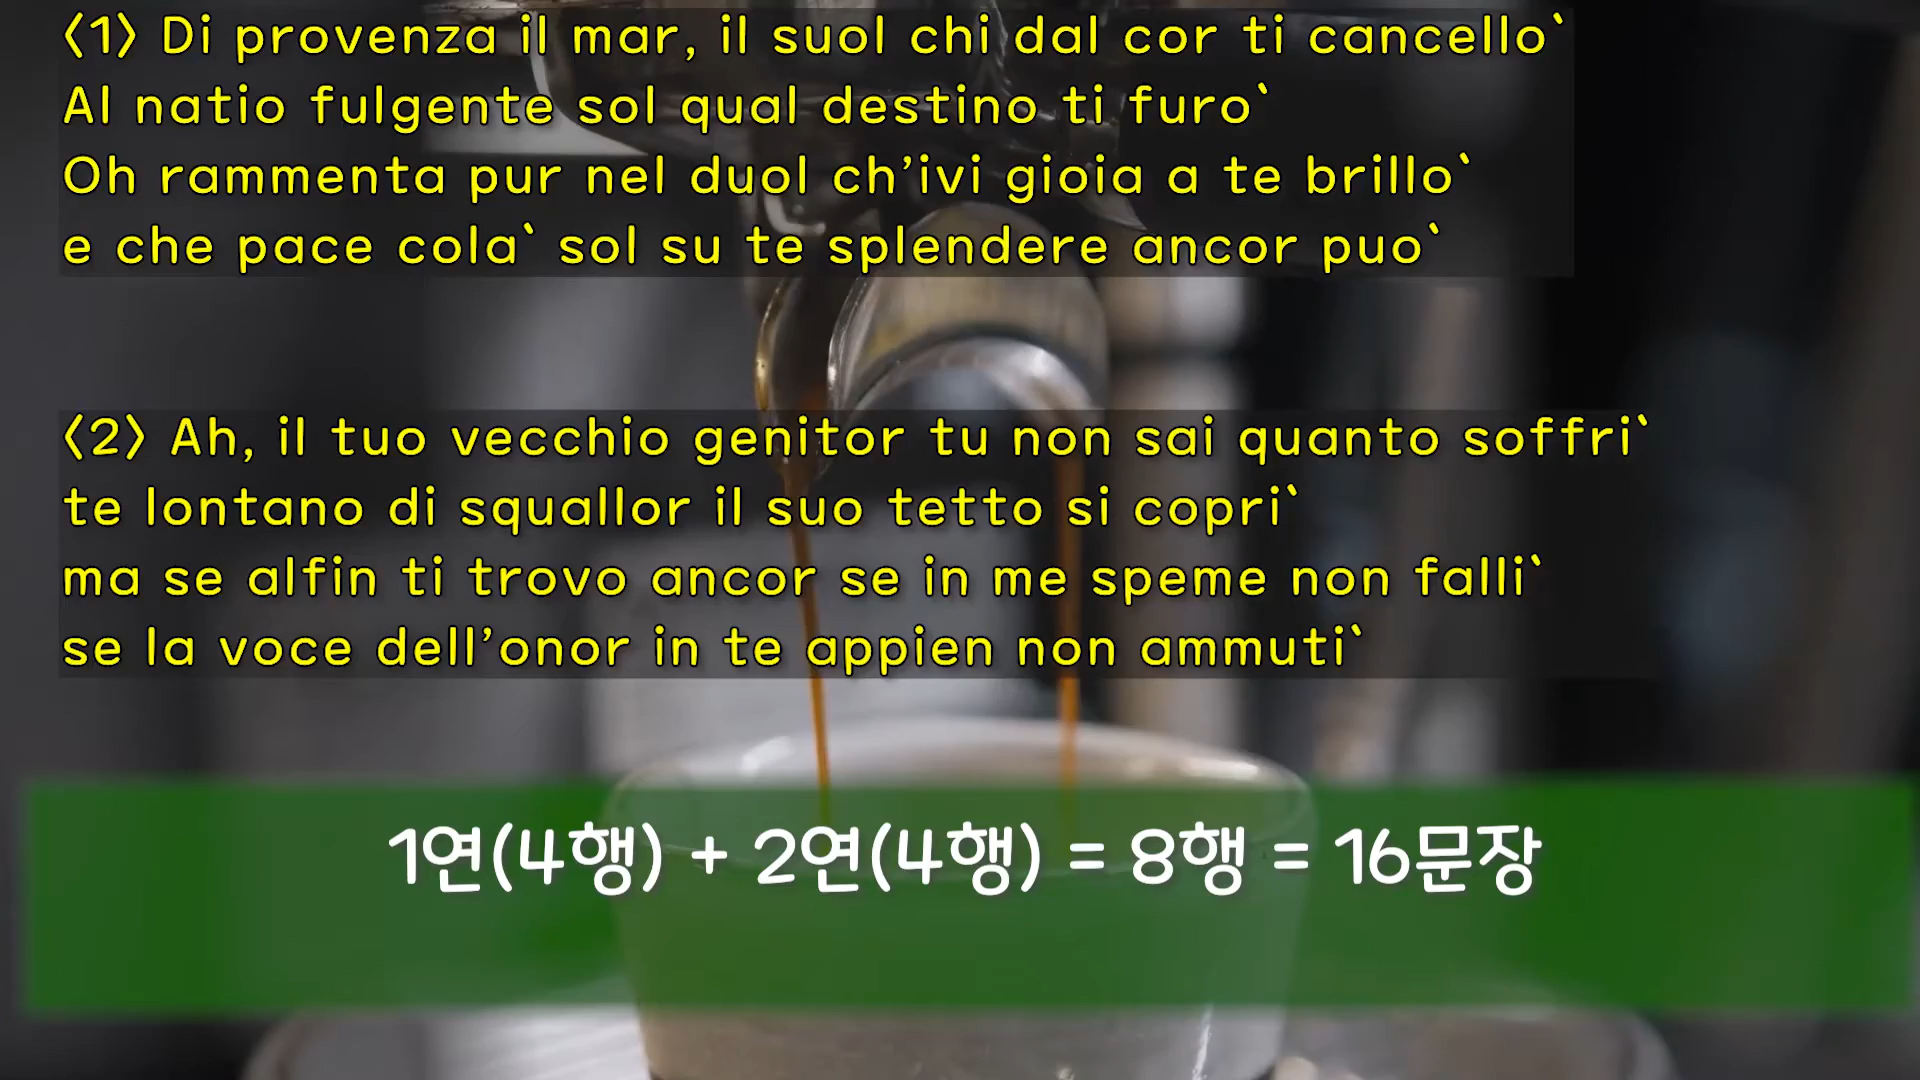 〈1〉 Di provenza il mar, il suol chi dal cor ti cancello`
Al natio fulgente sol qual destino ti furo`
Oh rammenta pur nel duol ch’ivi gioia a te brillo`
e che pace cola` sol su te splendere ancor puo`
〈2〉 Ah, il tuo vecchio genitor tu non sai quanto soffri`
te lontano di squallor il suo tetto si copri`
ma se alfin ti trovo ancor se in me speme non falli`
se la voce dell’onor in te appien non ammuti`
1연(4행) + 2연(4행) = 8행 = 16문장